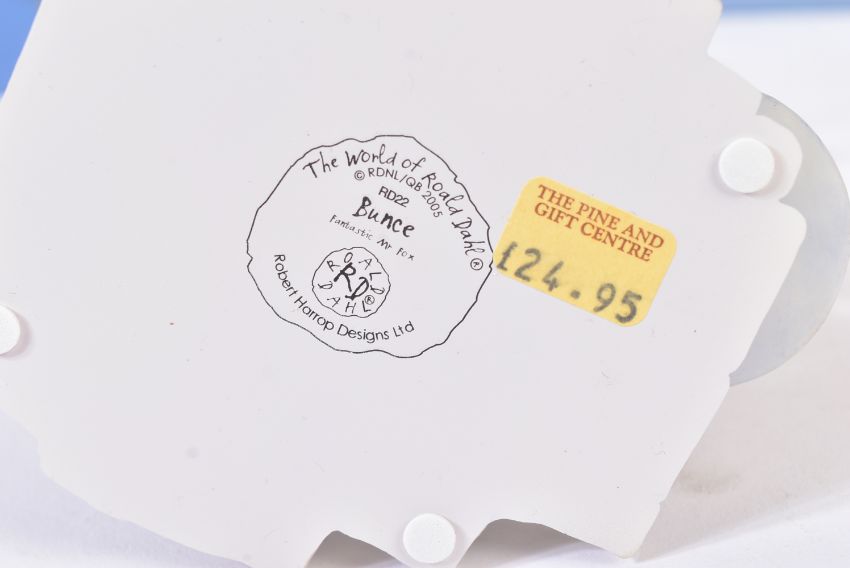 The World of Roald Dahl®
© RDNL/QB 2005
RD22
Bunce
Fantastic Mr Fox
ROALD
RD®
DAHL
Robert Harrop Designs Ltd
THE PINE AND
GIFT CENTRE
£24.95